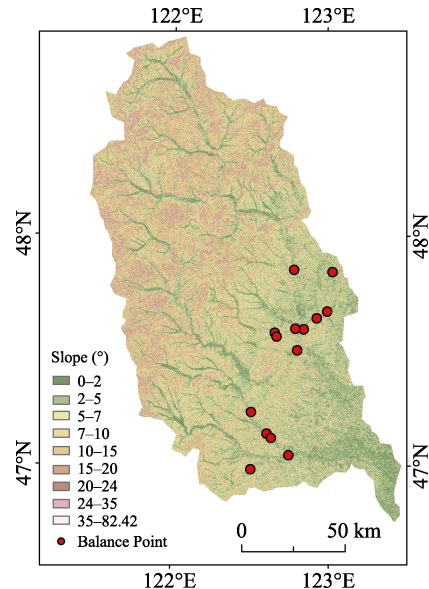 122°E 123°E
48°N 48°N
Slope (°)
0–2
2–5
5–7
7–10
10–15
15–20
20–24
24–35
35–82.42
Balance Point
47°N 47°N
0 50 km
122°E 123°E